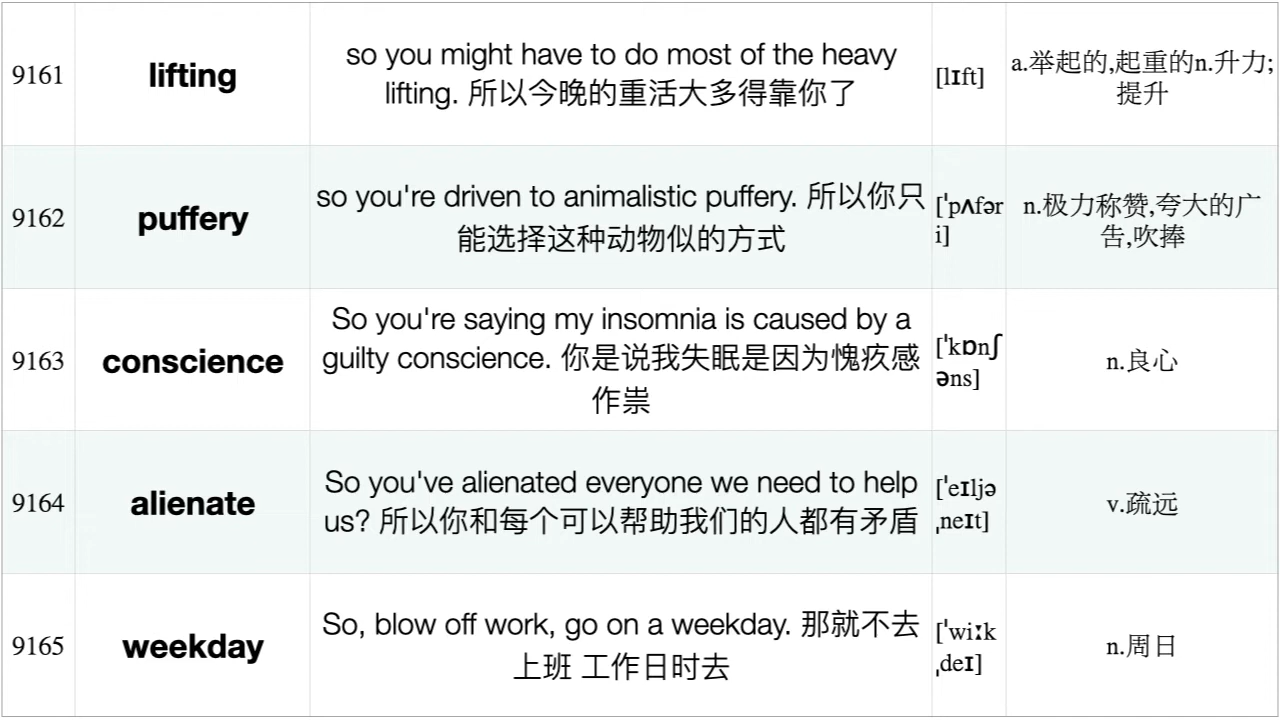 9161
lifting
so you might have to do most of the heavy
lifting. 所以今晚的重活大多得靠你了
[lɪft]
a.举起的,起重的n.升力;
提升
9162
puffery
so you're driven to animalistic puffery. 所以你只
能选择这种动物似的方式
[ˈpʌfər
i]
n.极力称赞,夸大的广
告,吹捧
9163
conscience
So you're saying my insomnia is caused by a
guilty conscience. 你是说我失眠是因为愧疚感
作祟
[ˈkɒnʃ
əns]
n.良心
9164
alienate
So you've alienated everyone we need to help
us? 所以你和每个可以帮助我们的人都有矛盾
[ˈeɪljə
ˌneɪt]
v.疏远
9165
weekday
So, blow off work, go on a weekday. 那就不去
上班 工作日时去
[ˈwiːk
ˌdeɪ]
n.周日